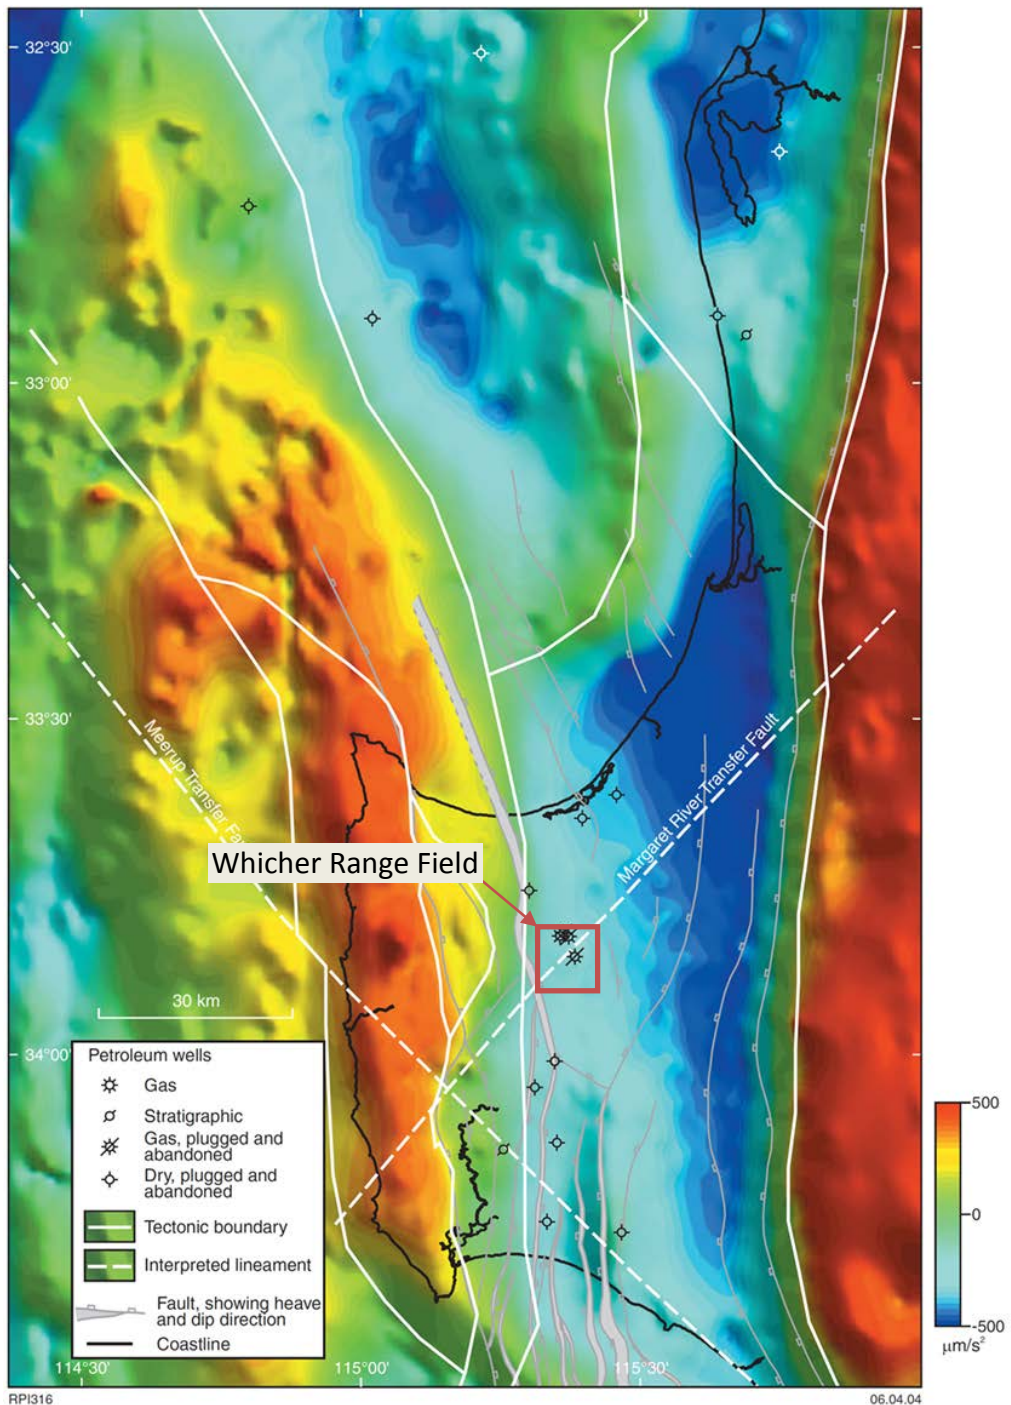 32°30'
33°00'
33°30'
Meerup Transfer Fau
Margaret River Transfer Fault
Whicher Range Field
30 km
34°00'
Petroleum wells
Gas
Stratigraphic
Gas, plugged and
abandoned
Dry, plugged and
abandoned
Tectonic boundary
Interpreted lineament
Fault, showing heave
and dip direction
Coastline
500
0
-500
µm/s²
114°30'
115°00'
115°30'
RPI316
06.04.04